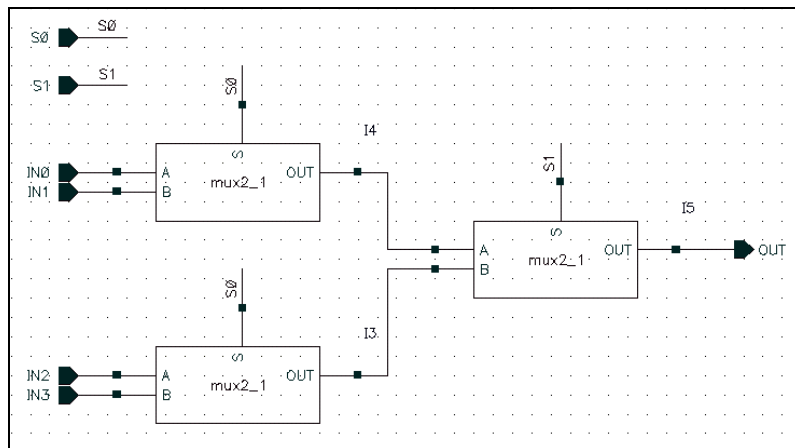 S0 S0
S1 S1
S0
I4
IN0 A S OUT
IN1 B mux2_1
S1
I5
A S OUT OUT
B mux2_1
S0
I3
IN2 A S OUT
IN3 B mux2_1